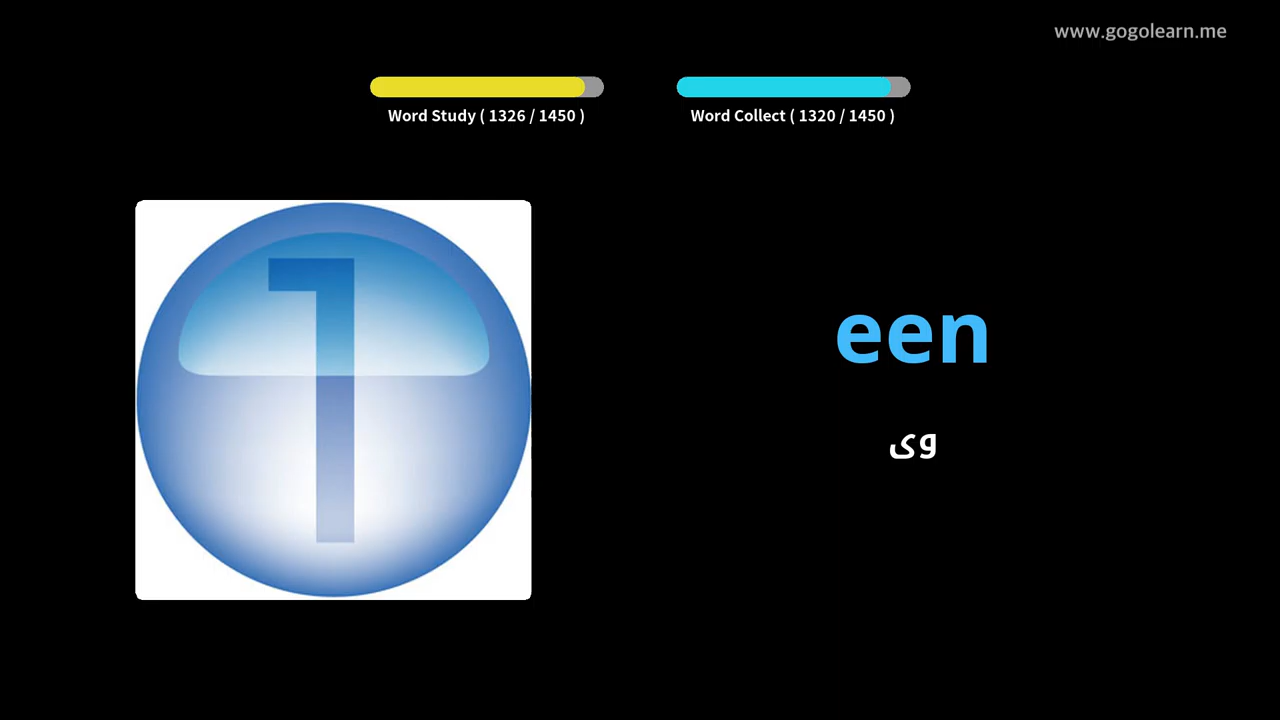 www.gogolearn.me
Word Study ( 1326 / 1450 )
Word Collect ( 1320 / 1450 )
1
een
وی